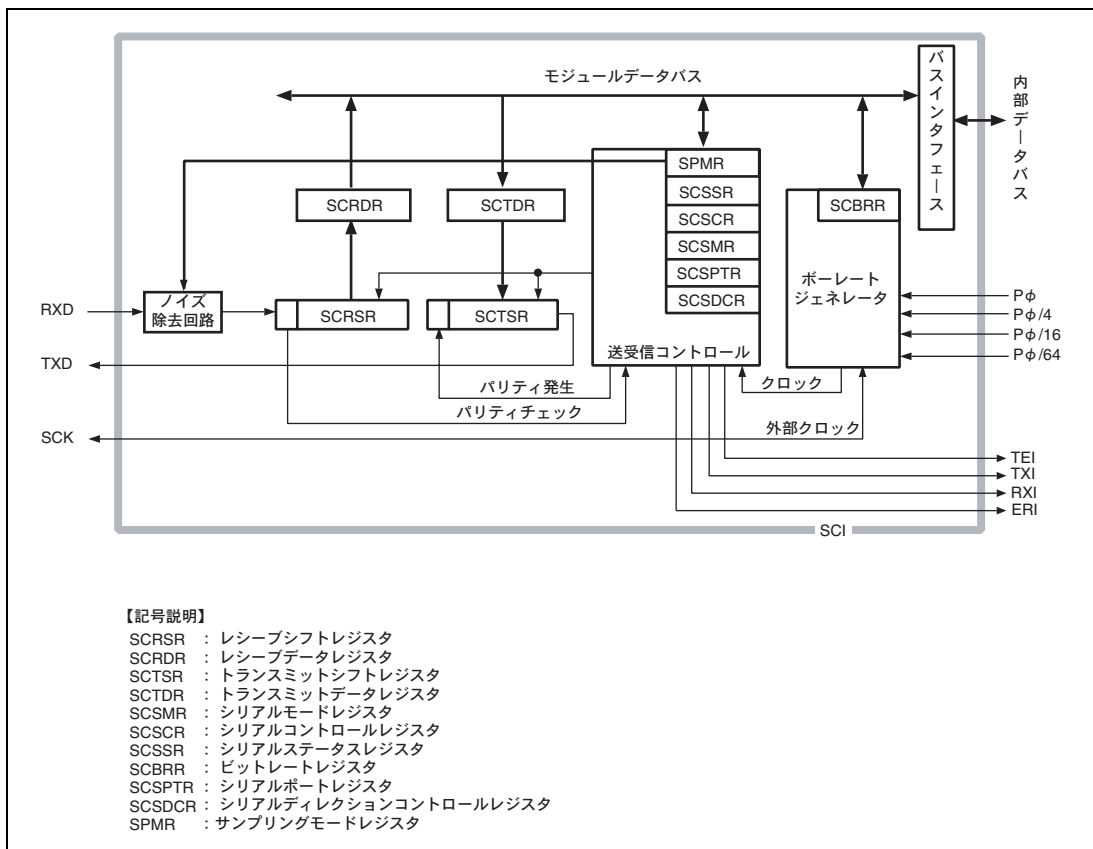 モジュールデータバス
バスインタフェース
内部データバス
SPMR
SCSSR
SCSCR
SCSMR
SCSPTR
SCSDCR
送受信コントロール
SCRDR
SCTDR
SCBRR
ボーレート
ジェネレータ
RXD
ノイズ
除去回路
SCRSR
SCTSR
Pφ
Pφ/4
Pφ/16
Pφ/64
TXD
パリティ発生
クロック
パリティチェック
SCK
外部クロック
TEI
TXI
RXI
ERI
SCI
【記号説明】
SCRSR : レシーブシフトレジスタ
SCRDR : レシーブデータレジスタ
SCTSR : トランスミットシフトレジスタ
SCTDR : トランスミットデータレジスタ
SCSMR : シリアルモードレジスタ
SCSCR : シリアルコントロールレジスタ
SCSSR : シリアルステータスレジスタ
SCBRR : ビットレートレジスタ
SCSPTR : シリアルポートレジスタ
SCSDCR : シリアルディレクションコントロールレジスタ
SPMR : サンプリングモードレジスタ